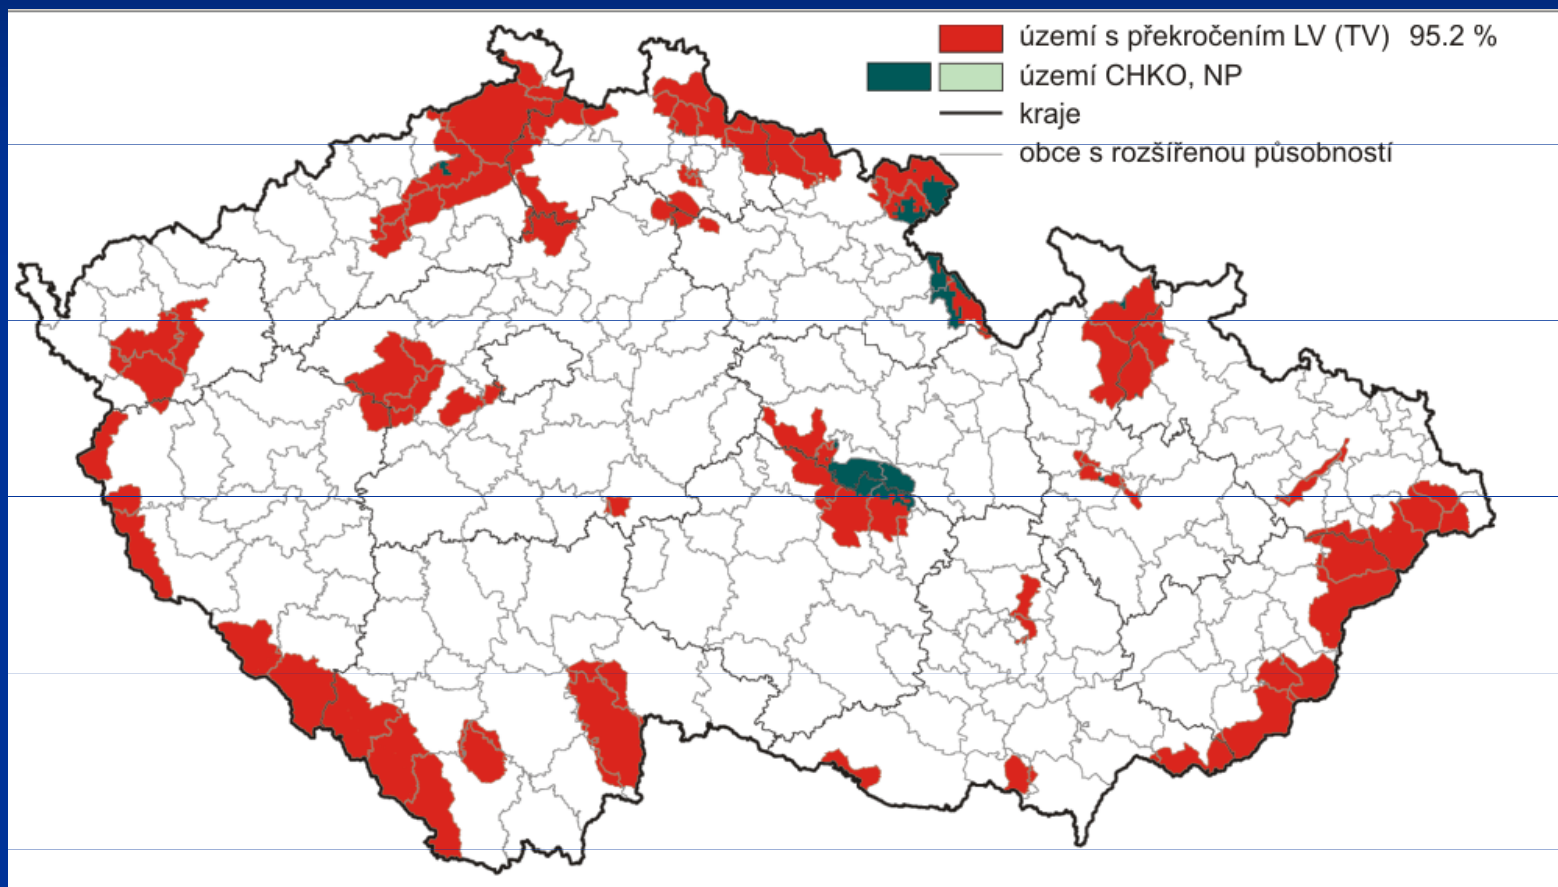 území s překročením LV (TV) 95.2 %
území CHKO, NP
kraje
obce s rozšířenou působností